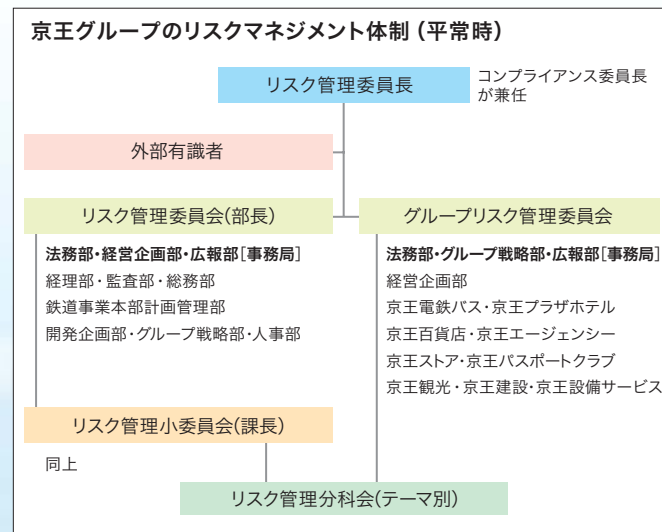 京王グループのリスクマネジメント体制（平常時）
リスク管理委員長
コンプライアンス委員長
が兼任
外部有識者
リスク管理委員会(部長)
法務部・経営企画部・広報部[事務局]
経理部・監査部・総務部
鉄道事業本部計画管理部
開発企画部・グループ戦略部・人事部
グループリスク管理委員会
法務部・グループ戦略部・広報部[事務局]
経営企画部
京王電鉄バス・京王プラザホテル
京王百貨店・京王エージェンシー
京王ストア・京王パスポートクラブ
京王観光・京王建設・京王設備サービス
リスク管理小委員会(課長)
同上
リスク管理分科会(テーマ別)